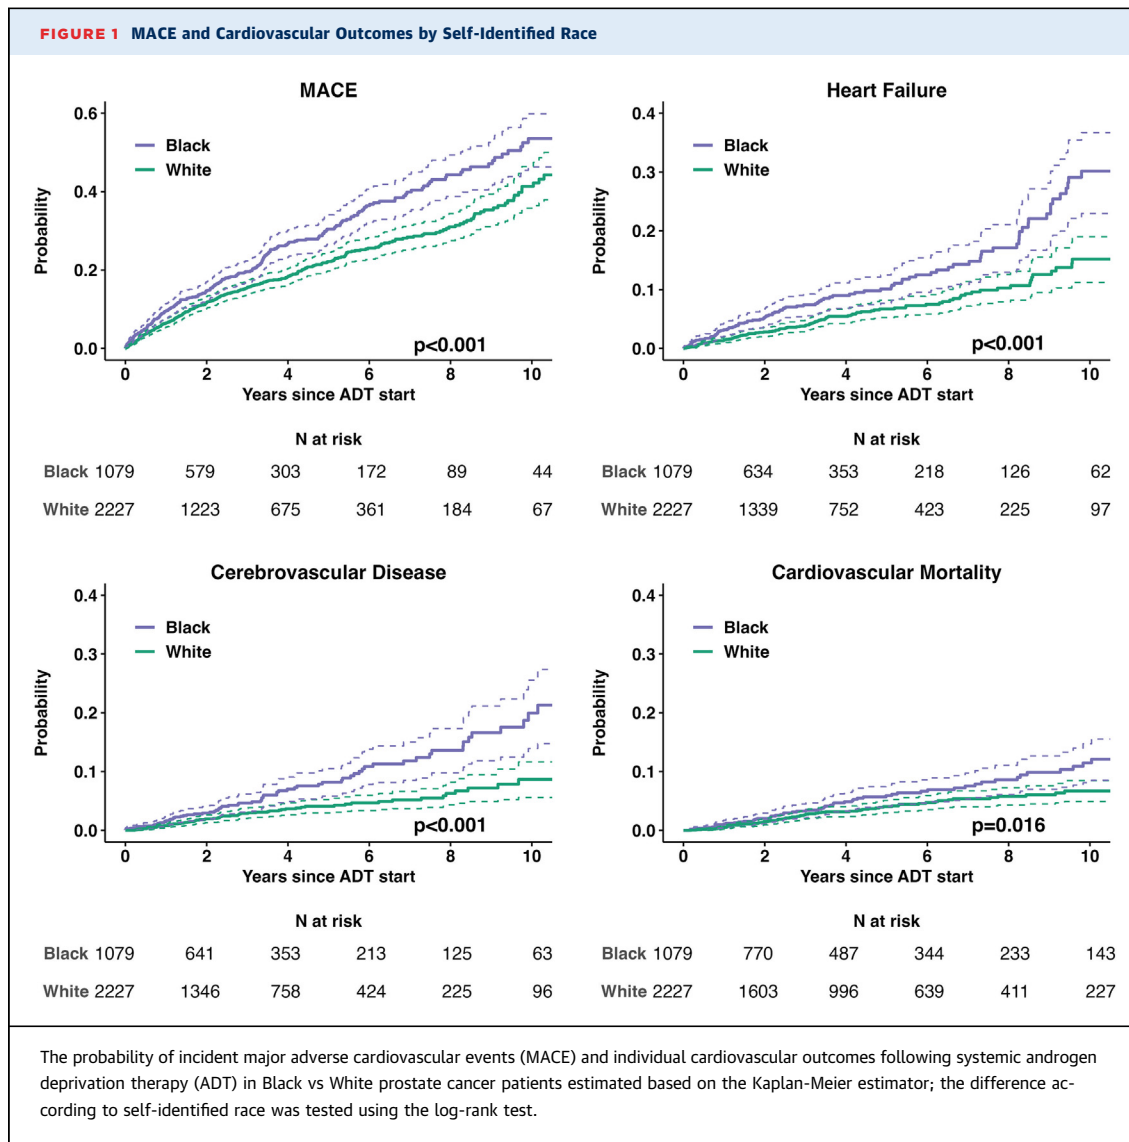 FIGURE 1 MACE and Cardiovascular Outcomes by Self-Identified Race
MACE
0.6
0.4
0.2
0.0
Probability
Black
White
p<0.001
0 2 4 6 8 10
Years since ADT start
N at risk
Black 1079 579 303 172 89 44
White 2227 1223 675 361 184 67
Heart Failure
0.4
0.3
0.2
0.1
0.0
Probability
Black
White
p<0.001
0 2 4 6 8 10
Years since ADT start
N at risk
Black 1079 634 353 218 126 62
White 2227 1339 752 423 225 97
Cerebrovascular Disease
0.4
0.3
0.2
0.1
0.0
Probability
Black
White
p<0.001
0 2 4 6 8 10
Years since ADT start
N at risk
Black 1079 641 353 213 125 63
White 2227 1346 758 424 225 96
Cardiovascular Mortality
0.4
0.3
0.2
0.1
0.0
Probability
Black
White
p=0.016
0 2 4 6 8 10
Years since ADT start
N at risk
Black 1079 770 487 344 233 143
White 2227 1603 996 639 411 227
The probability of incident major adverse cardiovascular events (MACE) and individual cardiovascular outcomes following systemic androgen
deprivation therapy (ADT) in Black vs White prostate cancer patients estimated based on the Kaplan-Meier estimator; the difference ac-
cording to self-identified race was tested using the log-rank test.